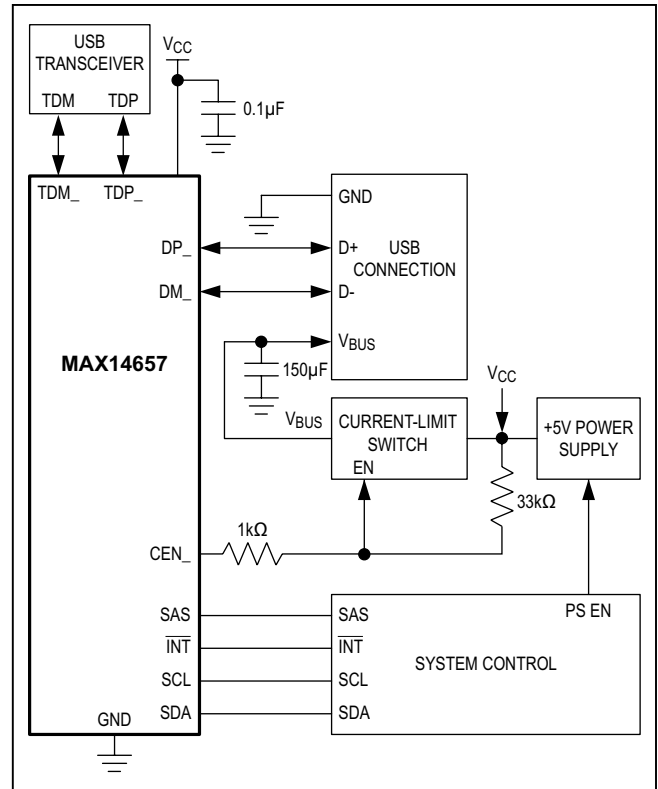 USB
TRANSCEIVER
TDM TDP
VCC
0.1µF
TDM_ TDP_
GND
DP_ D+ USB
CONNECTION
DM_ D-
VBUS
MAX14657
150µF
VCC
VBUS CURRENT-LIMIT
SWITCH
EN
+5V POWER
SUPPLY
33kΩ
1kΩ
CEN_
PS EN
SAS SAS
INT INT
SYSTEM CONTROL
SCL SCL
SDA SDA
GND